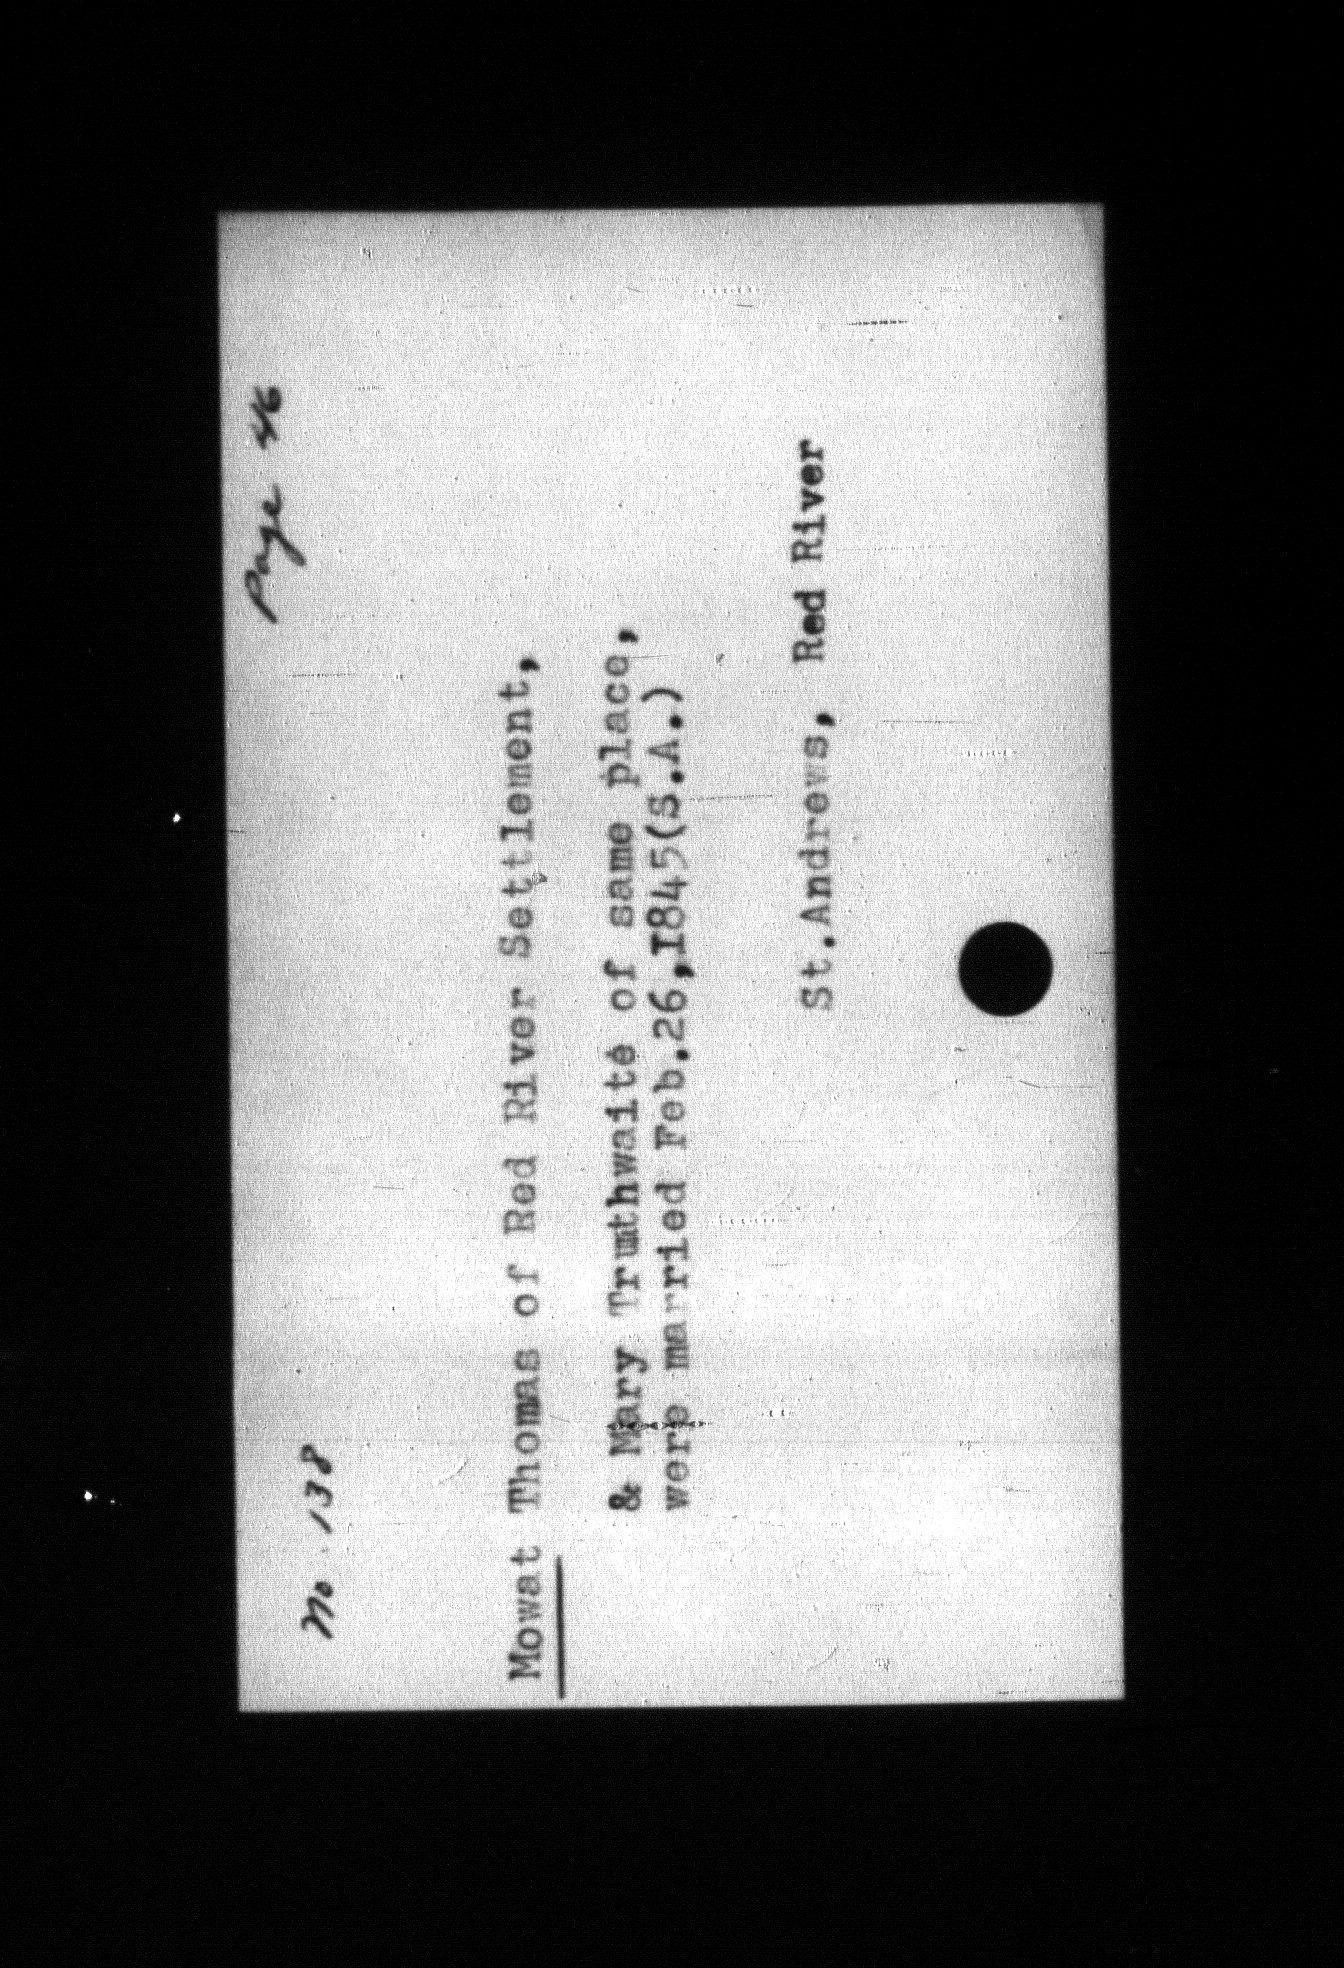 Page 46
No. 138
Mowat Thomas of Red River Settlement,
& Mary Truthwaite of same place,
were married Feb.26,1845(S.A.)
St.Andrews, Red River